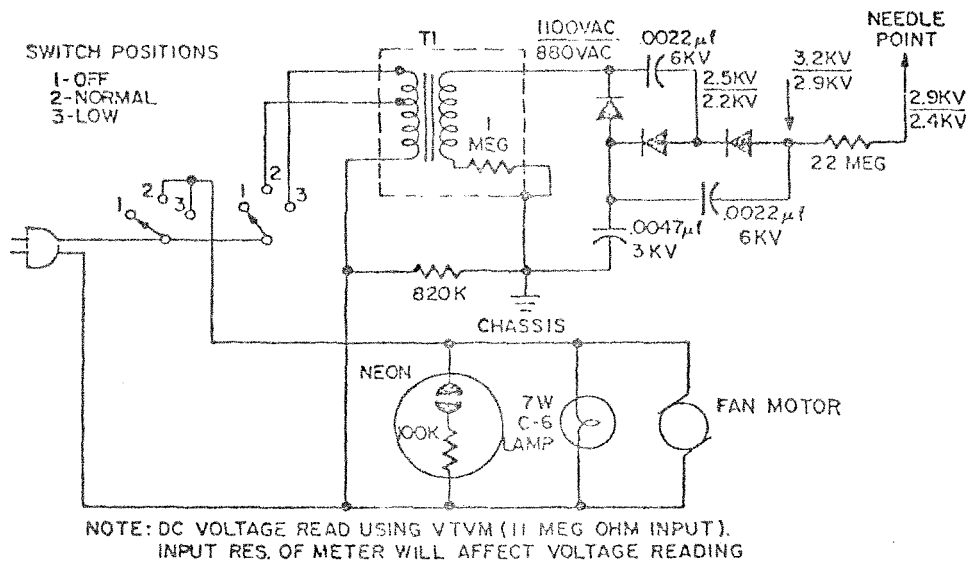 SWITCH POSITIONS
1-OFF
2-NORMAL
3-LOW
T1
1100VAC
880VAC
.0022µf
6KV
2.5KV
2.2KV
3.2KV
2.9KV
NEEDLE
POINT
2.9KV
2.4KV
1
MEG
22 MEG
1
2
3
1
2
3
.0047µf
3KV
.0022µf
6KV
820K
CHASSIS
NEON
100K
7W
C-6
LAMP
FAN MOTOR
NOTE: DC VOLTAGE READ USING VTVM (11 MEG OHM INPUT).
INPUT RES. OF METER WILL AFFECT VOLTAGE READING